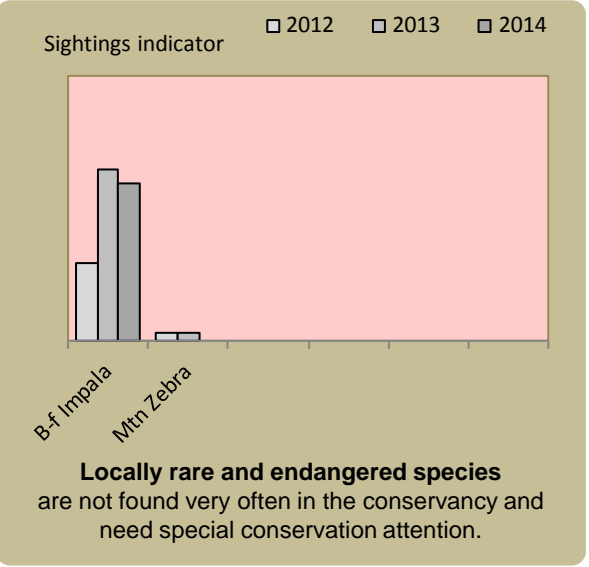 Sightings indicator
2012 2013 2014
B-f Impala
Mtn Zebra
Locally rare and endangered species
are not found very often in the conservancy and
need special conservation attention.